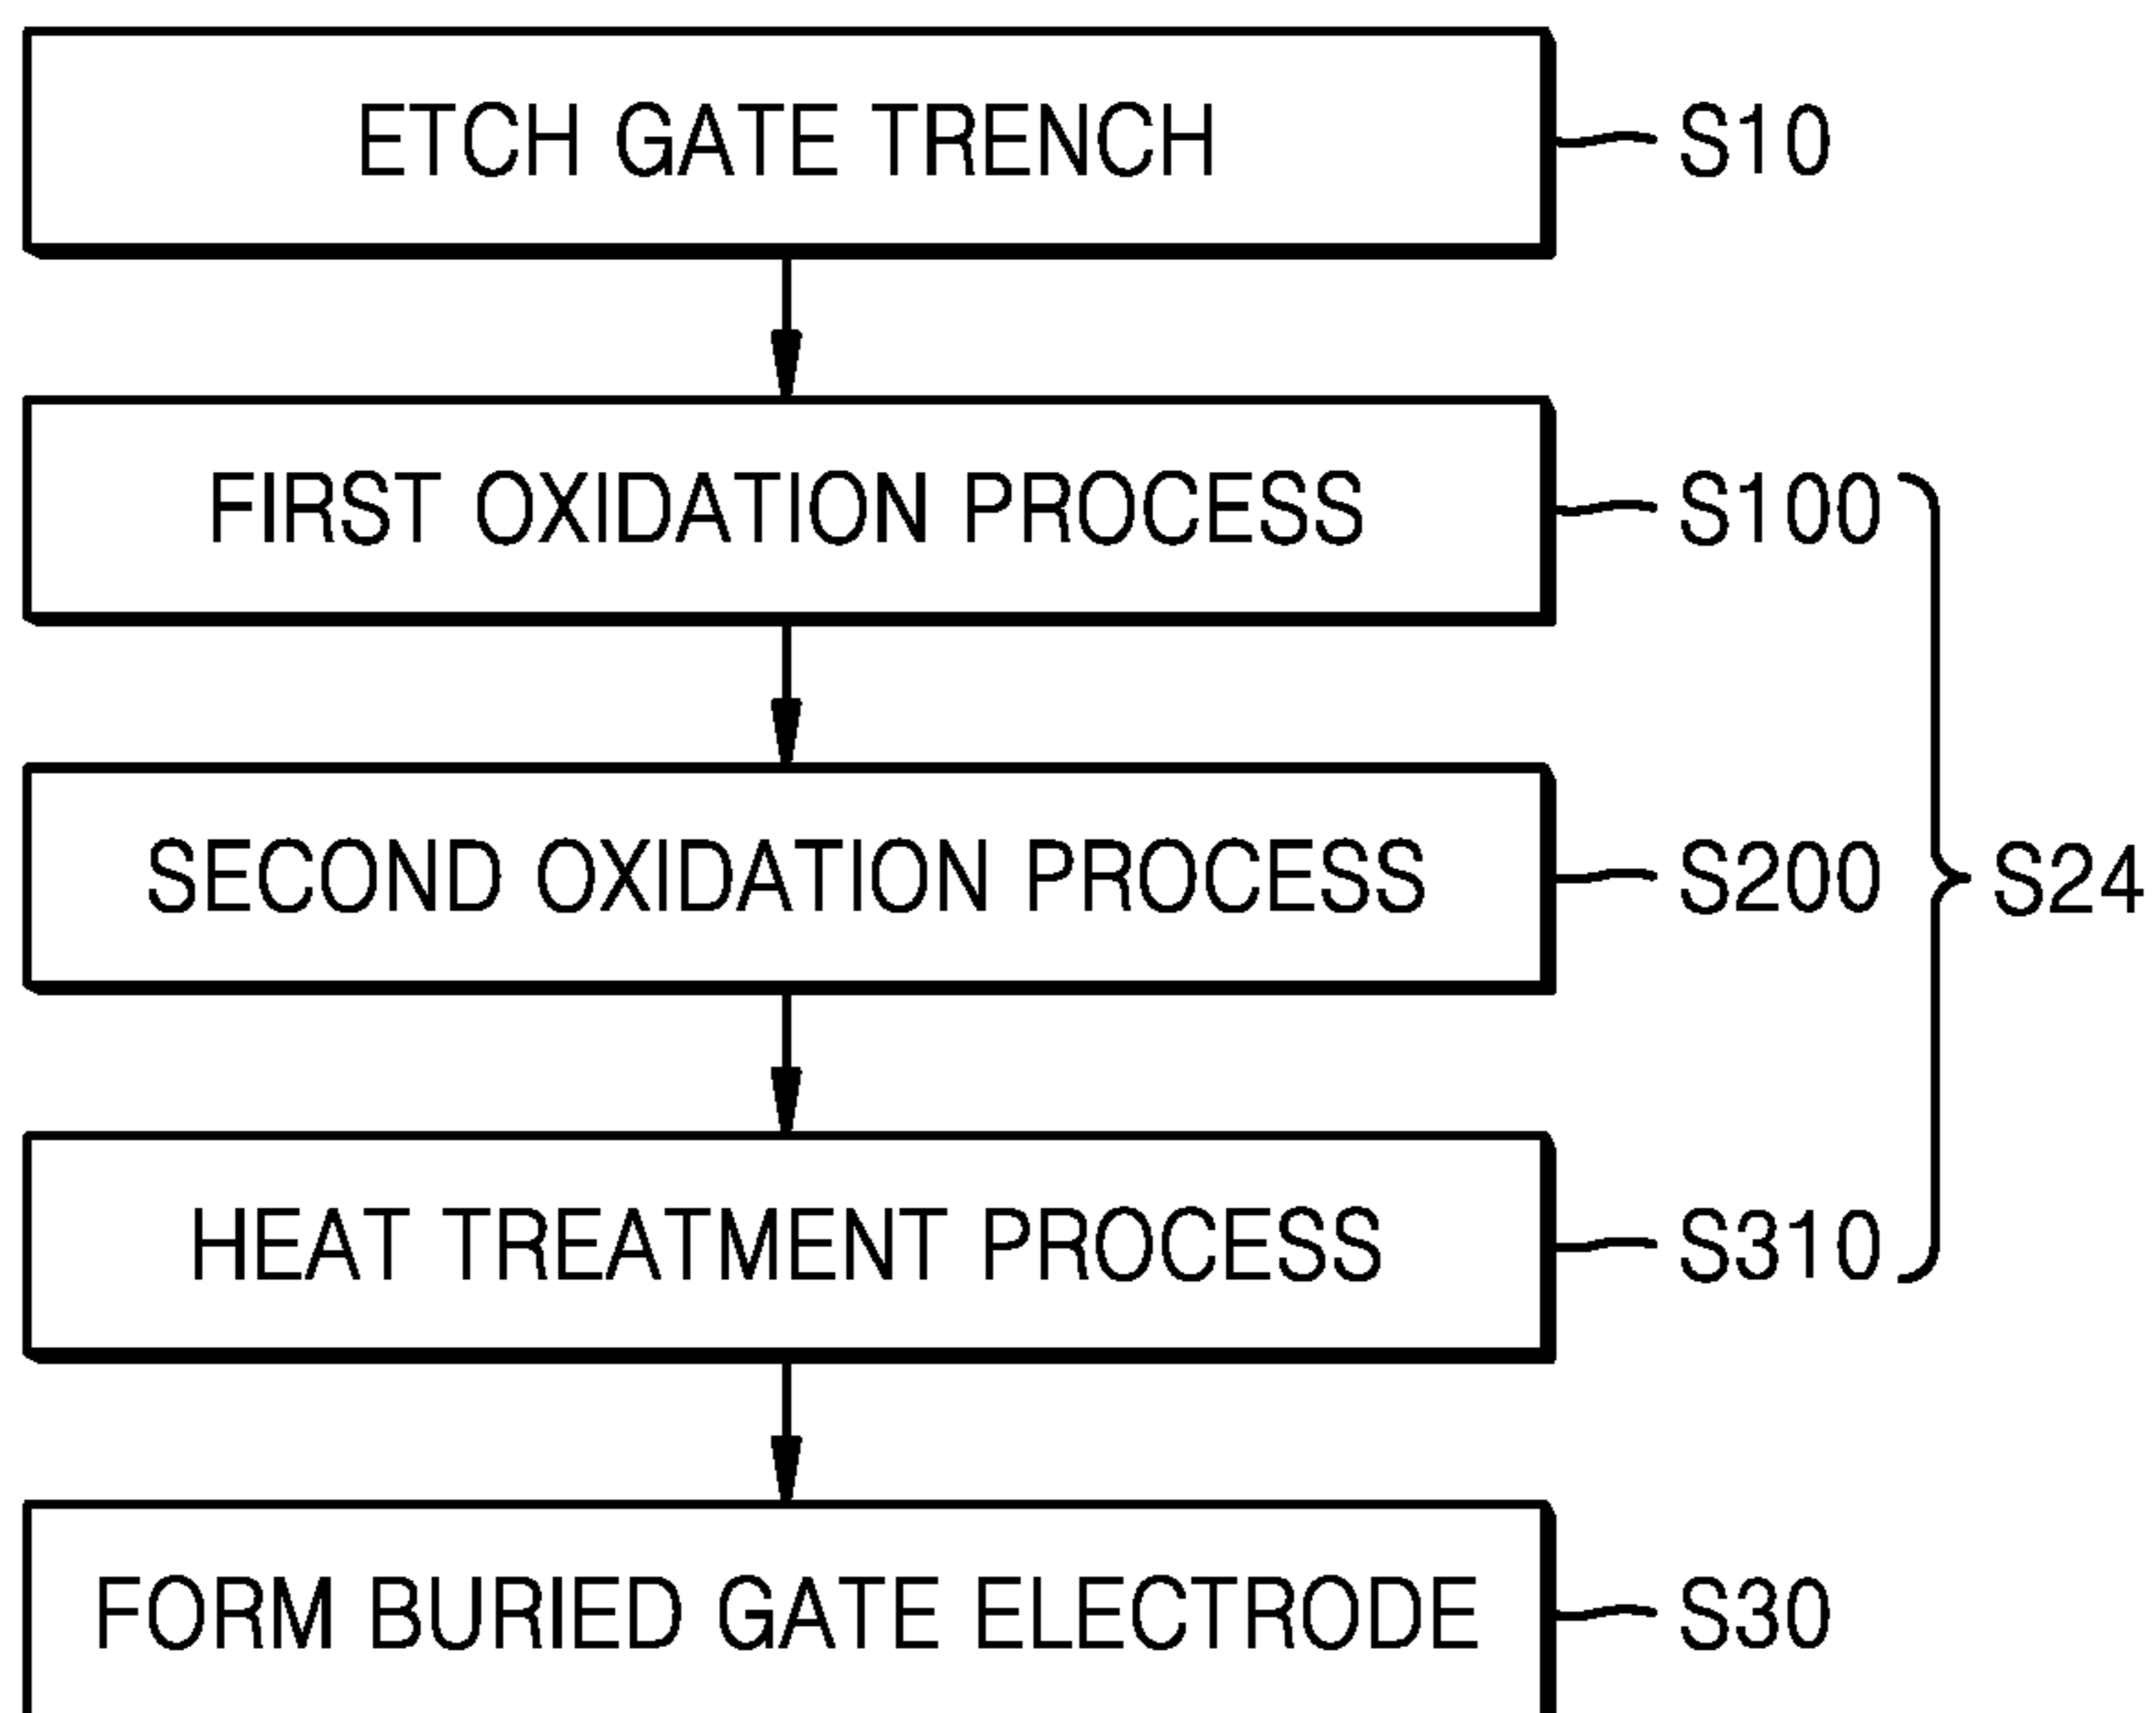 ETCH GATE TRENCH S10
FIRST OXIDATION PROCESS S100
SECOND OXIDATION PROCESS S200 S24
HEAT TREATMENT PROCESS S310
FORM BURIED GATE ELECTRODE S30